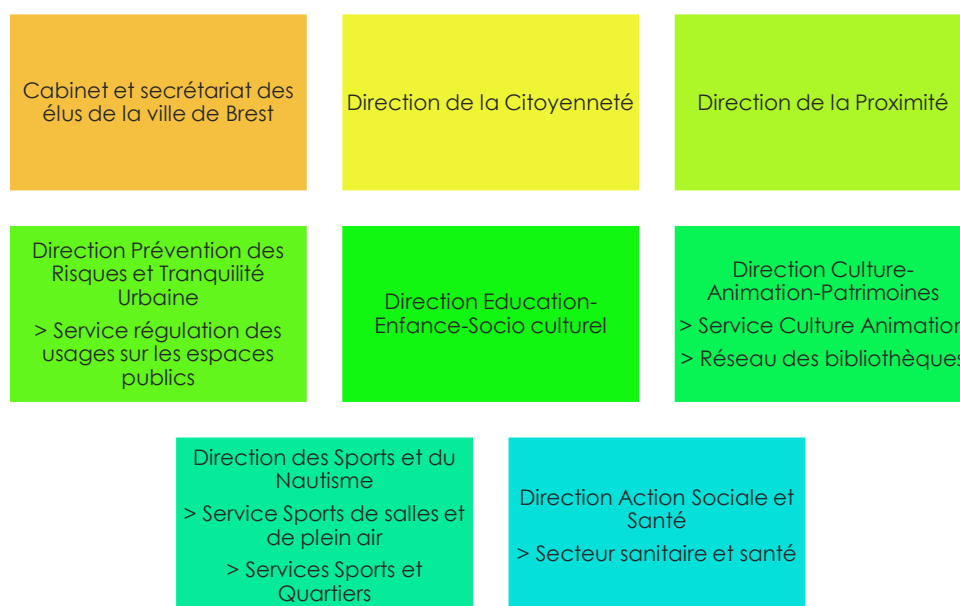 Cabinet et secrétariat des
élus de la ville de Brest
Direction de la Citoyenneté
Direction de la Proximité
Direction Prévention des
Risques et Tranquilité
Urbaine
> Service régulation des
usages sur les espaces
publics
Direction Education-
Enfance-Socio culturel
Direction Culture-
Animation-Patrimoines
> Service Culture Animation
> Réseau des bibliothèques
Direction des Sports et du
Nautisme
> Service Sports de salles et
de plein air
> Services Sports et
Quartiers
Direction Action Sociale et
Santé
> Secteur sanitaire et santé